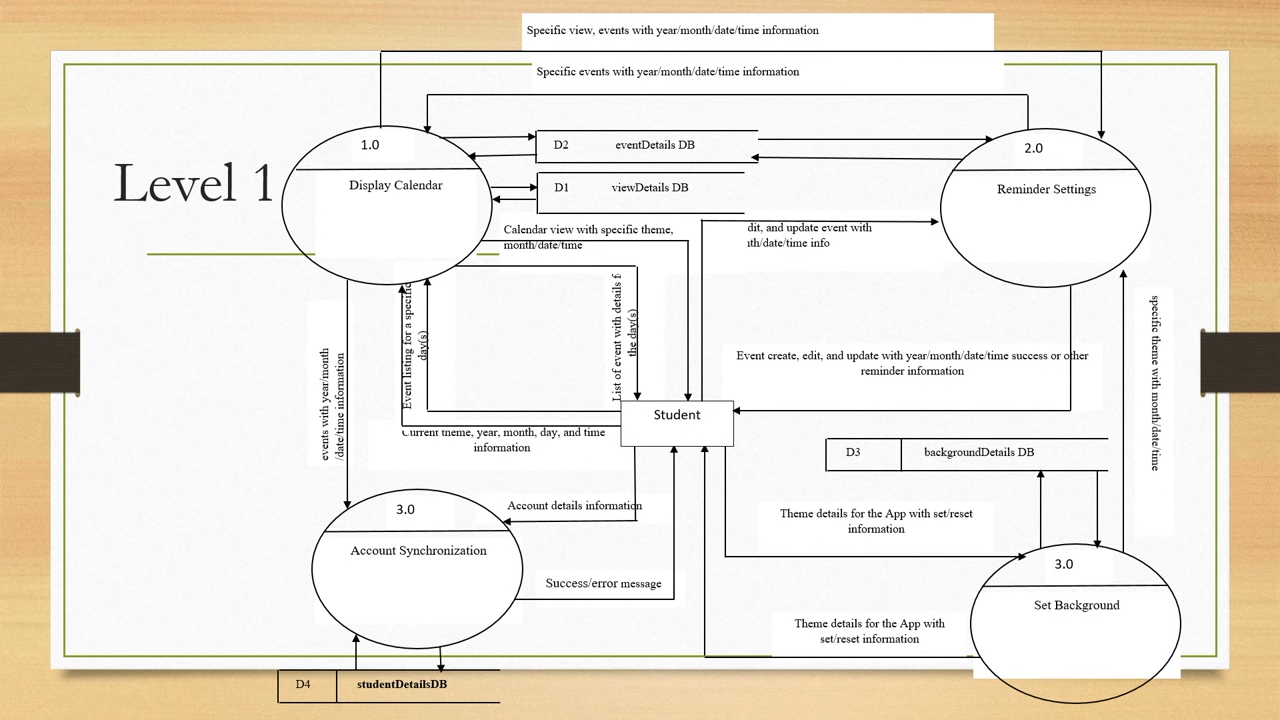 Specific view, events with year/month/date/time information
Specific events with year/month/date/time information
Level 1
1.0
Display Calendar
D2 eventDetails DB
D1 viewDetails DB
2.0
Reminder Settings
Calendar view with specific theme,
month/date/time
dit, and update event with
th/date/time info
events with year/month
/date/time information
Event listing for a specific
day(s)
List of event with details f
the day(s)
Event create, edit, and update with year/month/date/time success or other
reminder information
specific theme with month/date/time
Student
Current theme, year, month, day, and time
information
D3 backgroundDetails DB
3.0
Account Synchronization
Account details information
Theme details for the App with set/reset
information
Success/error message
3.0
Set Background
Theme details for the App with
set/reset information
D4 studentDetailsDB